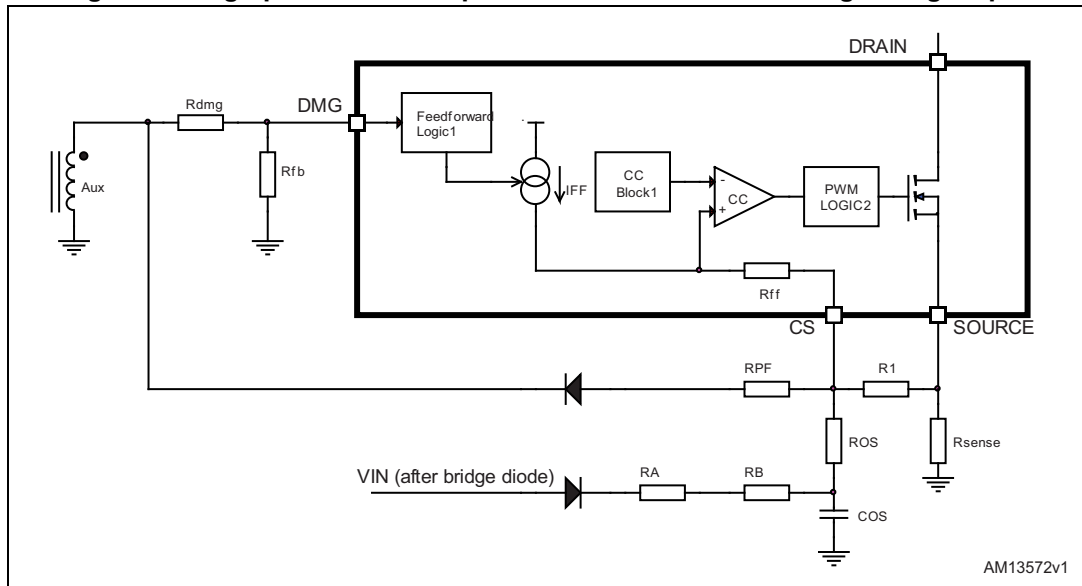 DRAIN
DMG
Rdmg
Feedforward
Logic1
Rfb
Aux
IFF
CC
Block1
-
+
CC
PWM
LOGIC2
Rff
CS
SOURCE
RPF
R1
ROS
Rsense
VIN (after bridge diode)
RA
RB
COS
AM13572v1